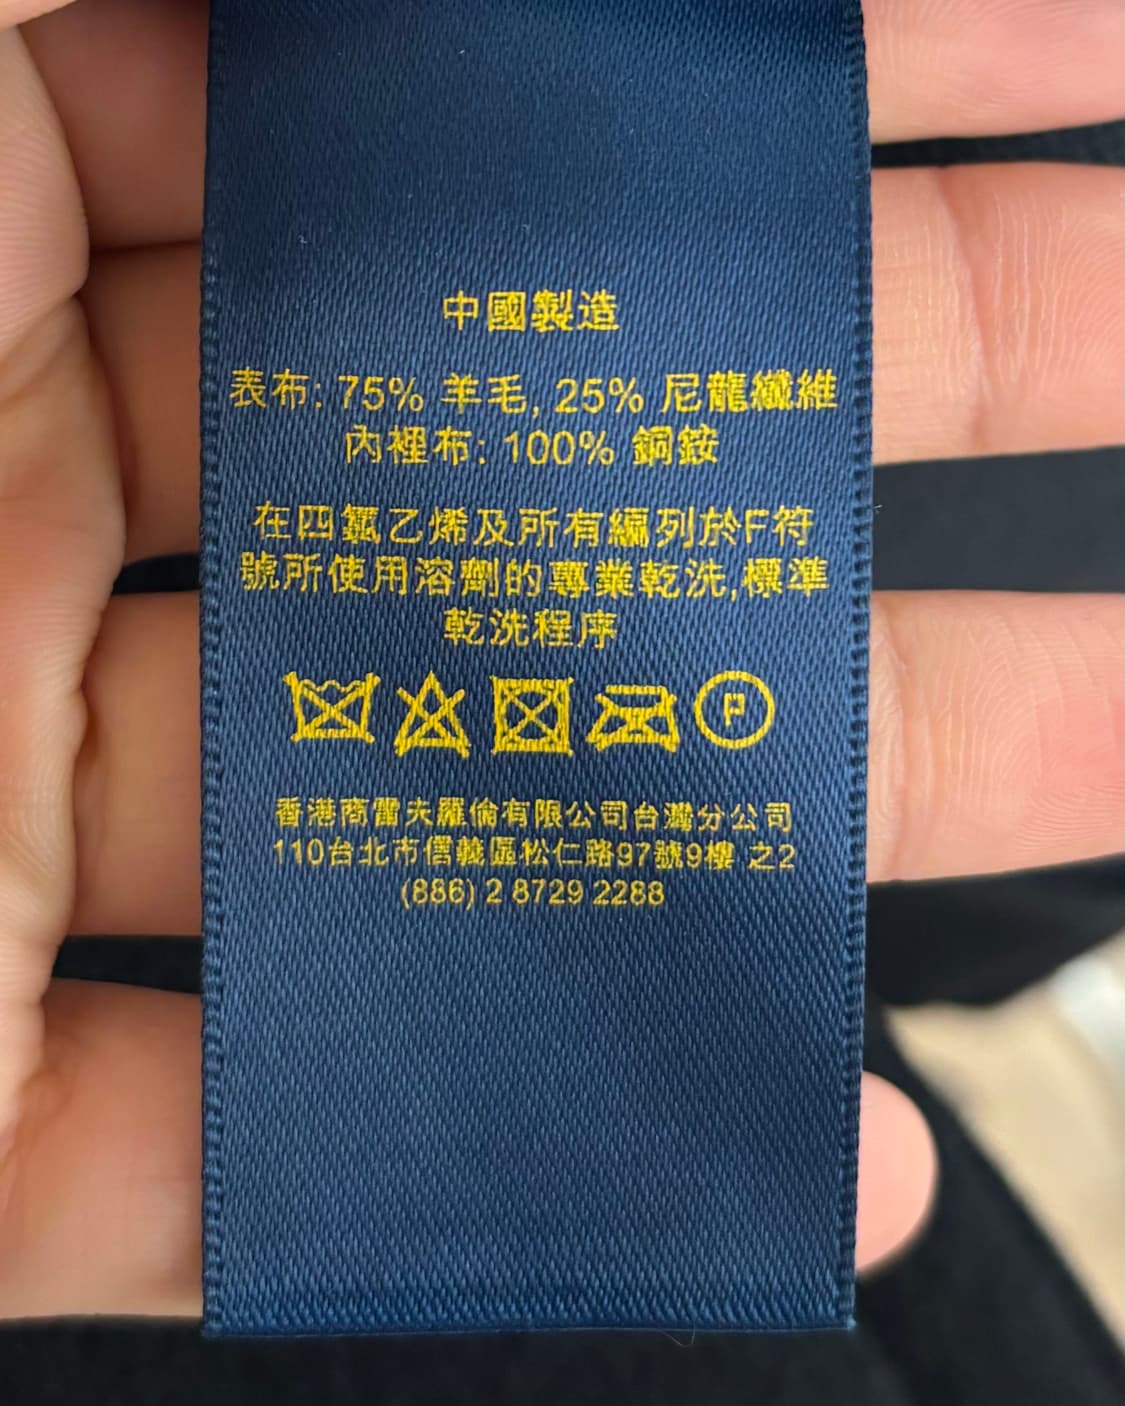 中國製造
表布: 75% 羊毛, 25% 尼龍纖維
內裡布: 100% 銅銨
在四氯乙烯及所有編列於F符
號所使用溶劑的專業乾洗,標準
乾洗程序
P
香港商雷夫羅倫有限公司台灣分公司
110台北市信義區松仁路97號9樓 之2
(886) 2 8729 2288